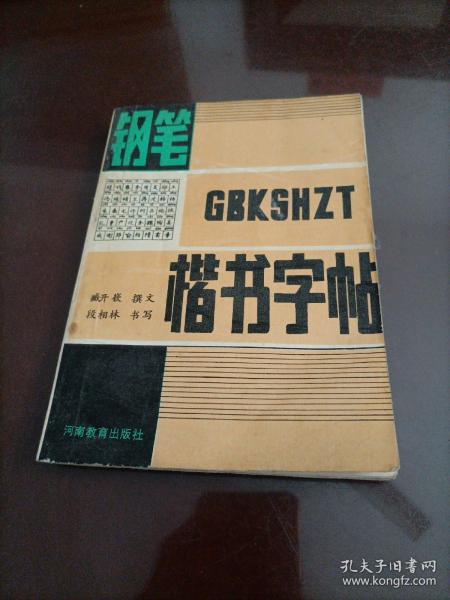 钢笔
GBKSHZT
楷书字帖
臧开嶔 撰文
段相林 书写
河南教育出版社
孔夫子旧书网
www.kongfz.com